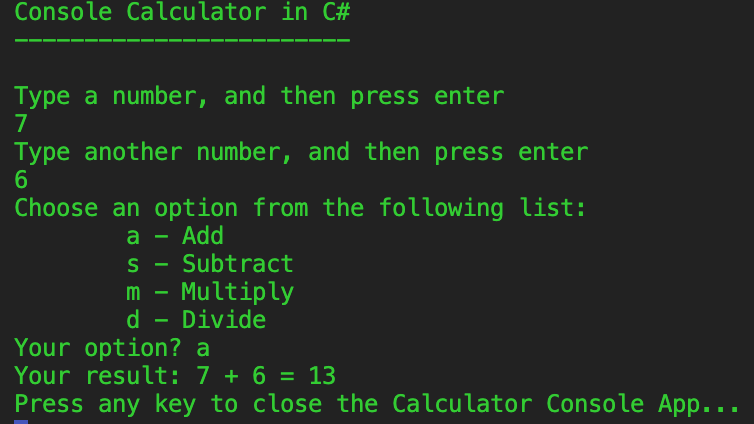 Console Calculator in C#
------------------------
Type a number, and then press enter
7
Type another number, and then press enter
6
Choose an option from the following list:
a - Add
s - Subtract
m - Multiply
d - Divide
Your option? a
Your result: 7 + 6 = 13
Press any key to close the Calculator Console App...